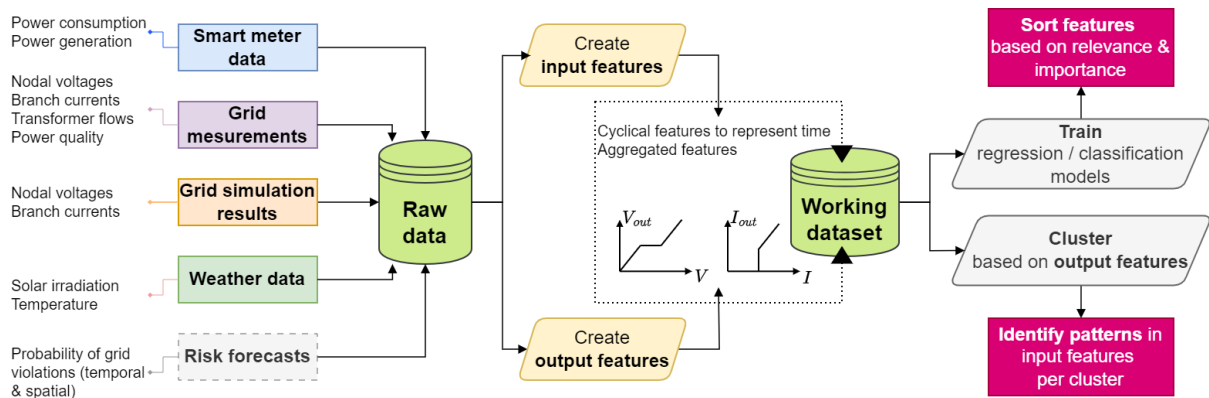 Power consumption
Power generation
Smart meter
data
Nodal voltages
Branch currents
Transformer flows
Power quality
Grid
mesurements
Nodal voltages
Branch currents
Grid simulation
results
Solar irradiation
Temperature
Weather data
Probability of grid
violations (temporal
& spatial)
Risk forecasts
Raw
data
Create
input features
Cyclical features to represent time
Aggregated features
V_out
V
I_out
I
Create
output features
Working
dataset
Sort features
based on relevance &
importance
Train
regression / classification
models
Cluster
based on output features
Identify patterns in
input features
per cluster